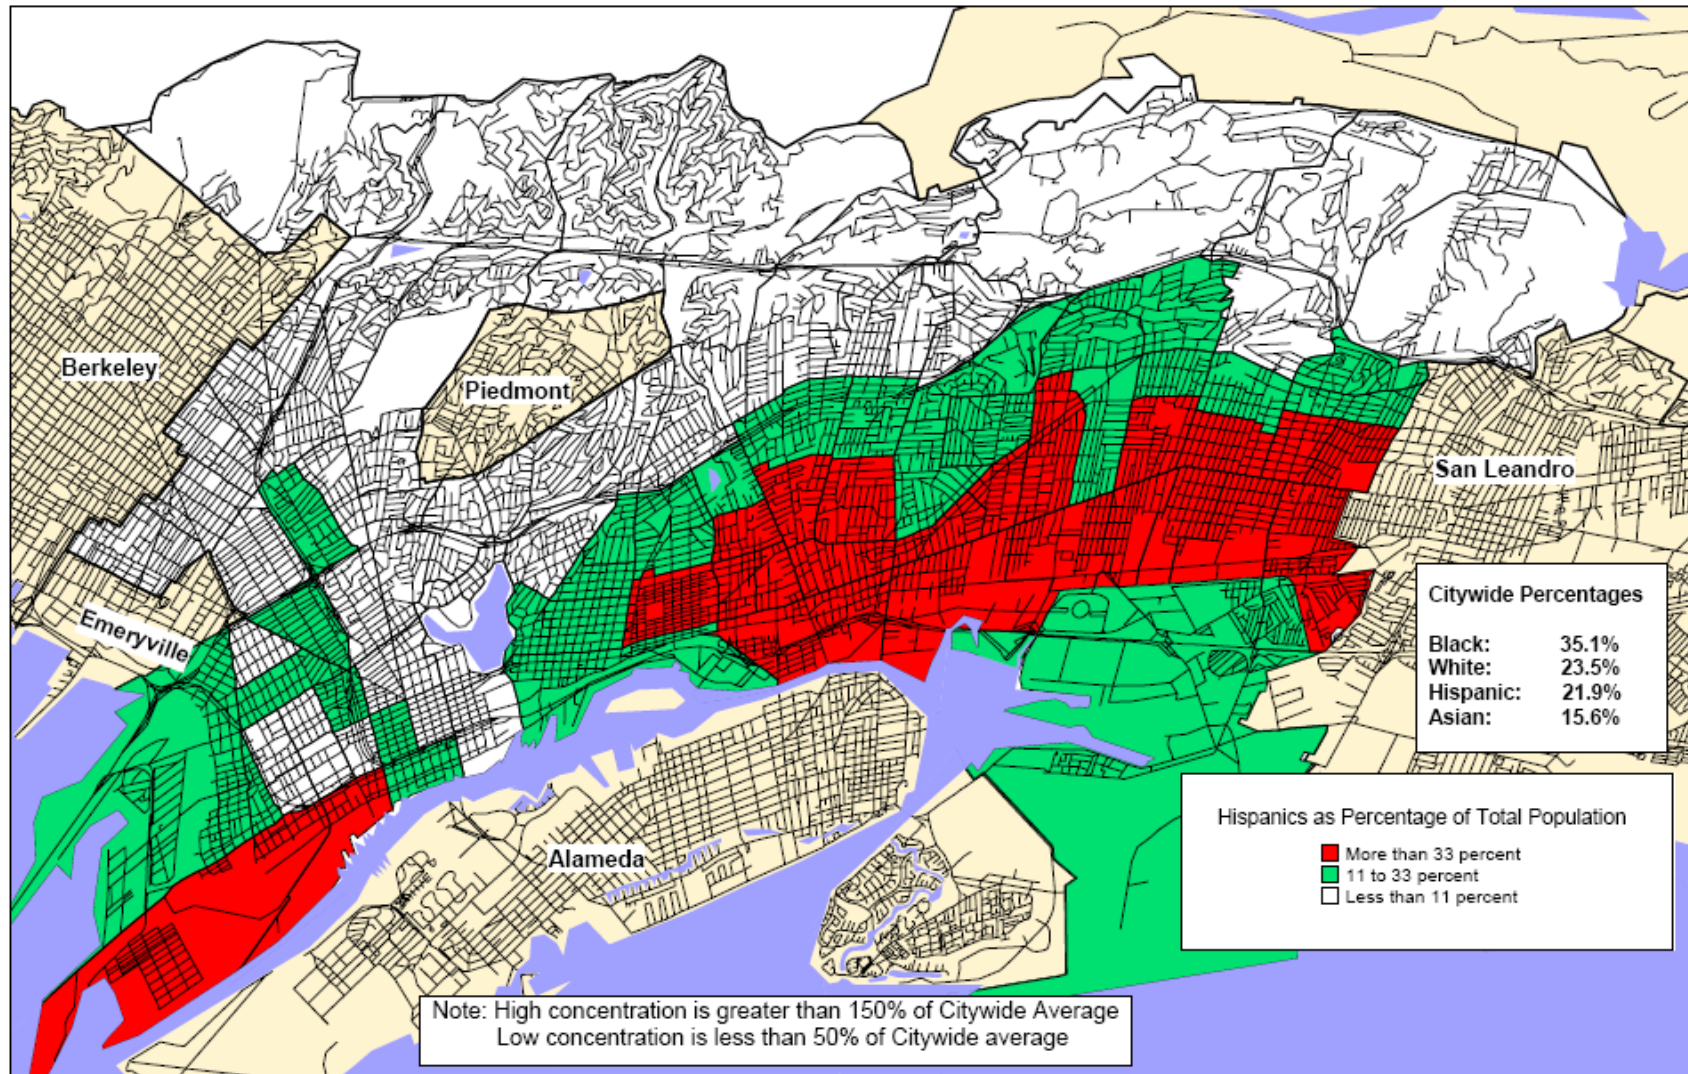 Berkeley
Piedmont
San Leandro
Emeryville
Alameda
Citywide Percentages
Black: 35.1%
White: 23.5%
Hispanic: 21.9%
Asian: 15.6%
Hispanics as Percentage of Total Population
More than 33 percent
11 to 33 percent
Less than 11 percent
Note: High concentration is greater than 150% of Citywide Average
Low concentration is less than 50% of Citywide average